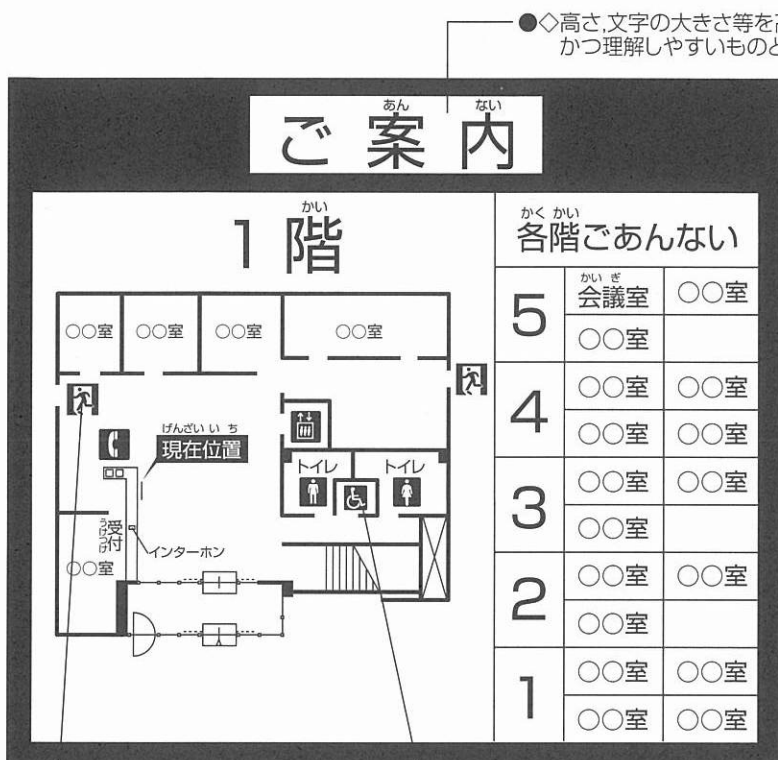 ●◇高さ,文字の大きさ等を
かつ理解しやすいものと
あん ない
ご案内
かい
1階
○○室 ○○室 ○○室 ○○室
げんざいいち
現在位置
トイレ トイレ
受付
うけつけ
インターホン
○○室
かくかい
各階ごあんない
かいぎ
5 会議室 ○○室
○○室
4 ○○室 ○○室
○○室 ○○室
3 ○○室 ○○室
○○室
2 ○○室 ○○室
○○室
1 ○○室 ○○室
○○室 ○○室